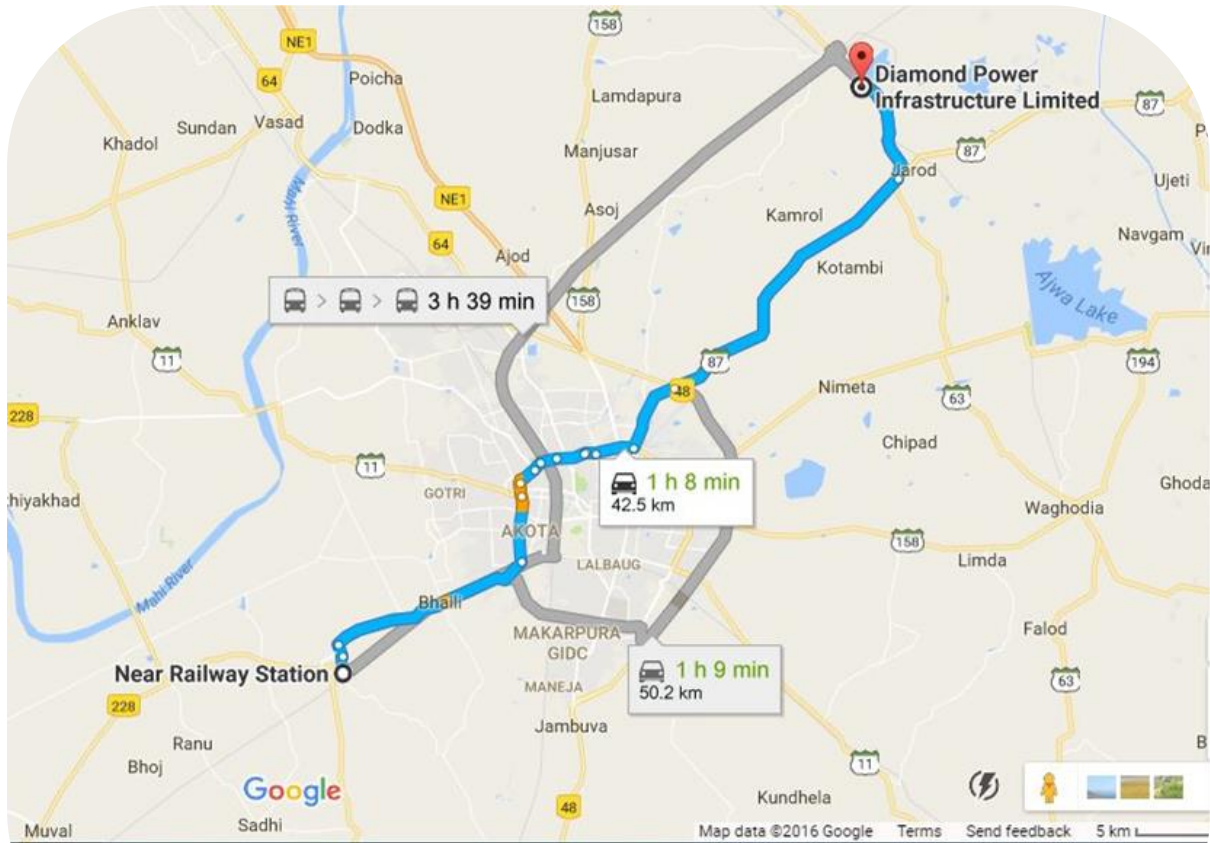 158
NE1
64
Poicha
Diamond Power
Infrastructure Limited
Lamdapura
87
Sundan
Vasad
Dodka
Khadol
Manjusar
87
Jarod
Ujeti
Mahi River
NE1
Asoj
Kamrol
Navgam
64
Ajod
Kotambi
Ajwa Lake
3 h 39 min
158
Anklav
11
87
194
48
Nimeta
63
228
Chipad
11
GOTRI
1 h 8 min
42.5 km
Ghoda
hiyakhad
Waghodia
AKOTA
158
Limda
LALBAUG
Mahi River
Bhaili
MAKARPURA
GIDC
Falod
Near Railway Station
1 h 9 min
50.2 km
MANEJA
63
228
Jambuva
Ranu
Bhoj
11
Google
Kundhela
48
Muval
Sadhi
Map data ©2016 Google
Terms
Send feedback
5 km